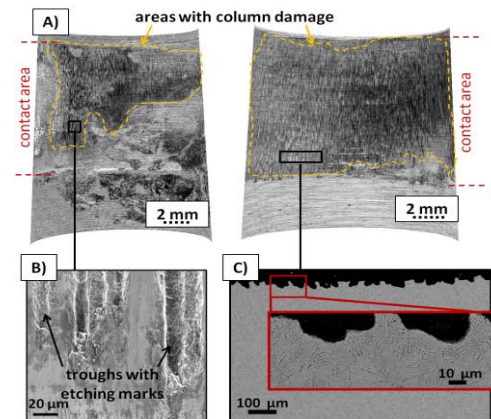 A)
areas with column damage
contact area
contact area
2 mm
2 mm
B)
troughs with
etching marks
20 µm
C)
10 µm
100 µm